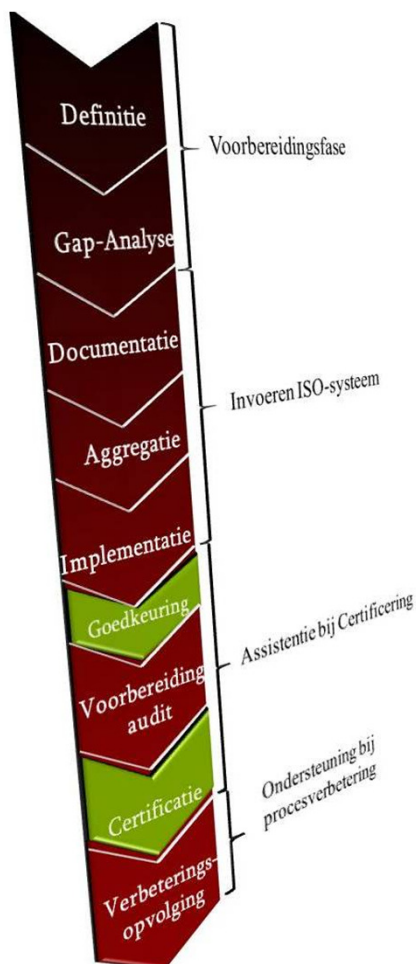 Definitie
Voorbereidingsfase
Gap-Analyse
Documentatie
Invoeren ISO-systeem
Aggregatie
Implementatie
Goedkeuring
Assistentie bij Certificering
Voorbereiding
audit
Ondersteuning bij
procesverbetering
Certificatie
Verbeterings-
opvolging